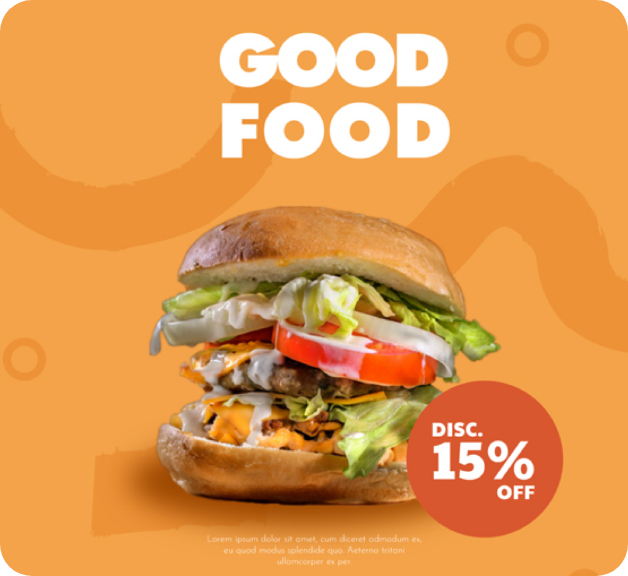 GOOD
FOOD
DISC.
15%
OFF
Lorem ipsum dolor sit amet, cum diceret admodum ex,
eu quod modus splendide quo. Aeterno tritani
ullamcorper ex per.